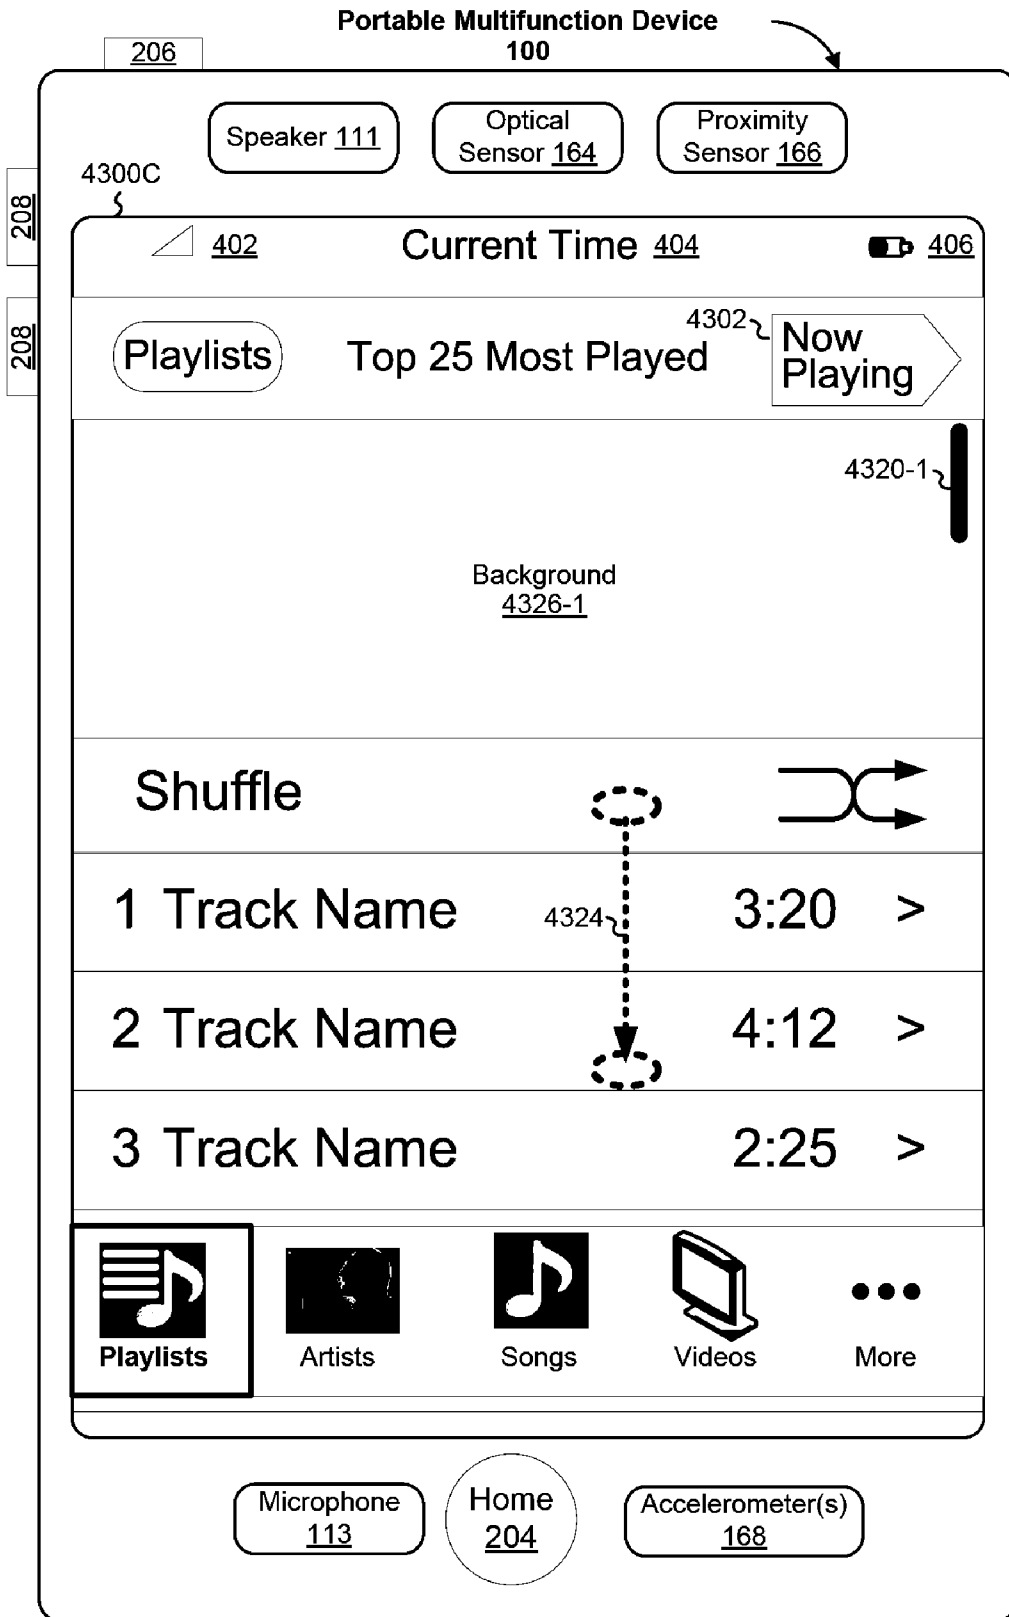 Portable Multifunction Device
100
206
Speaker 111
Optical
Sensor 164
Proximity
Sensor 166
4300C
208
208
402
Current Time 404
406
Playlists
Top 25 Most Played
4302
Now
Playing
4320-1
Background
4326-1
Shuffle
1 Track Name 3:20 >
4324
2 Track Name 4:12 >
3 Track Name 2:25 >
Playlists
Artists
Songs
Videos
More
Microphone
113
Home
204
Accelerometer(s)
168